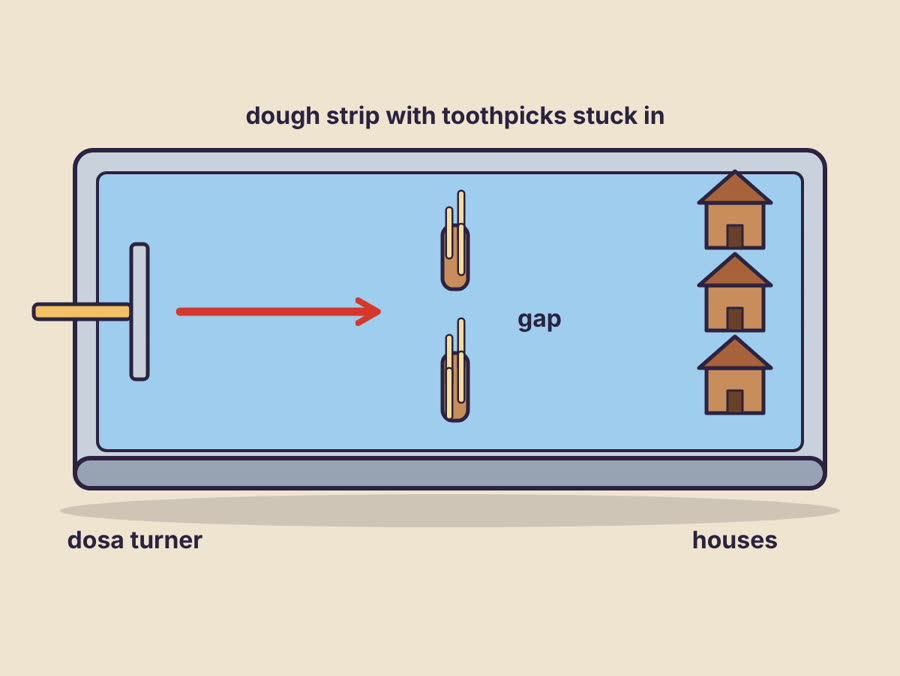 dough strip with toothpicks stuck in
gap
dosa turner
houses